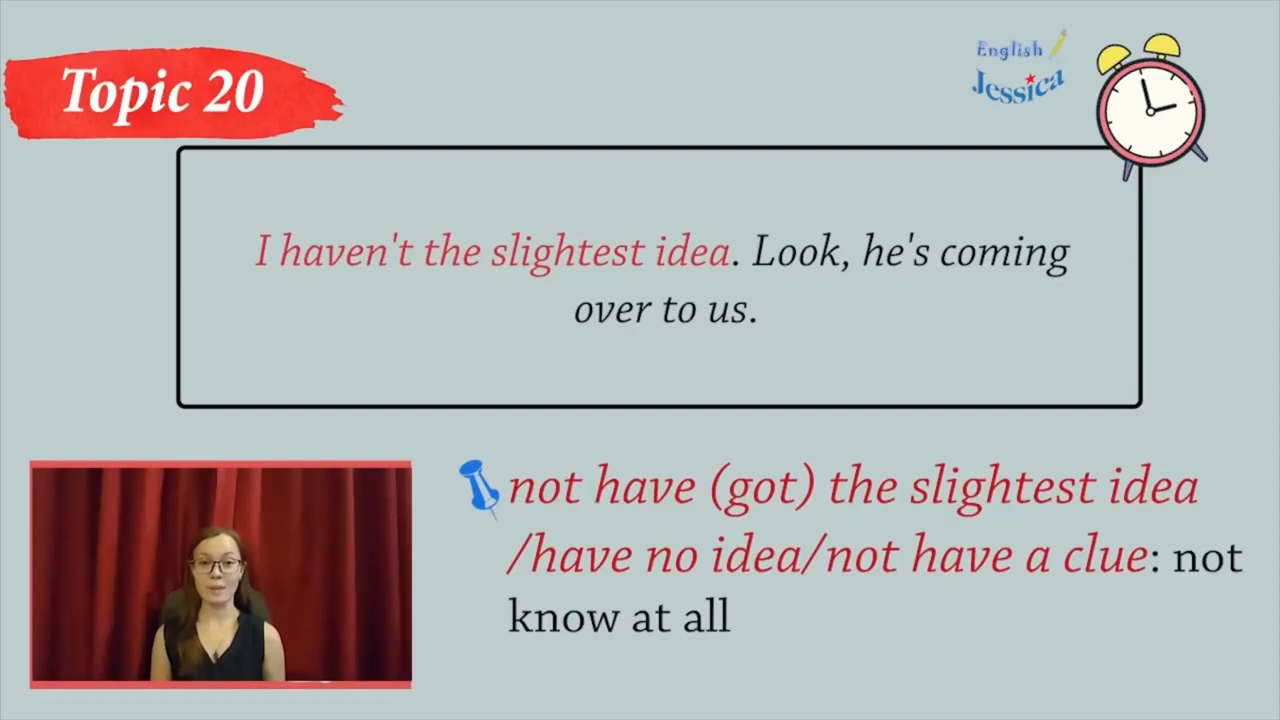 Topic 20
English
Jessica
I haven't the slightest idea. Look, he's coming
over to us.
not have (got) the slightest idea
/have no idea/not have a clue: not
know at all